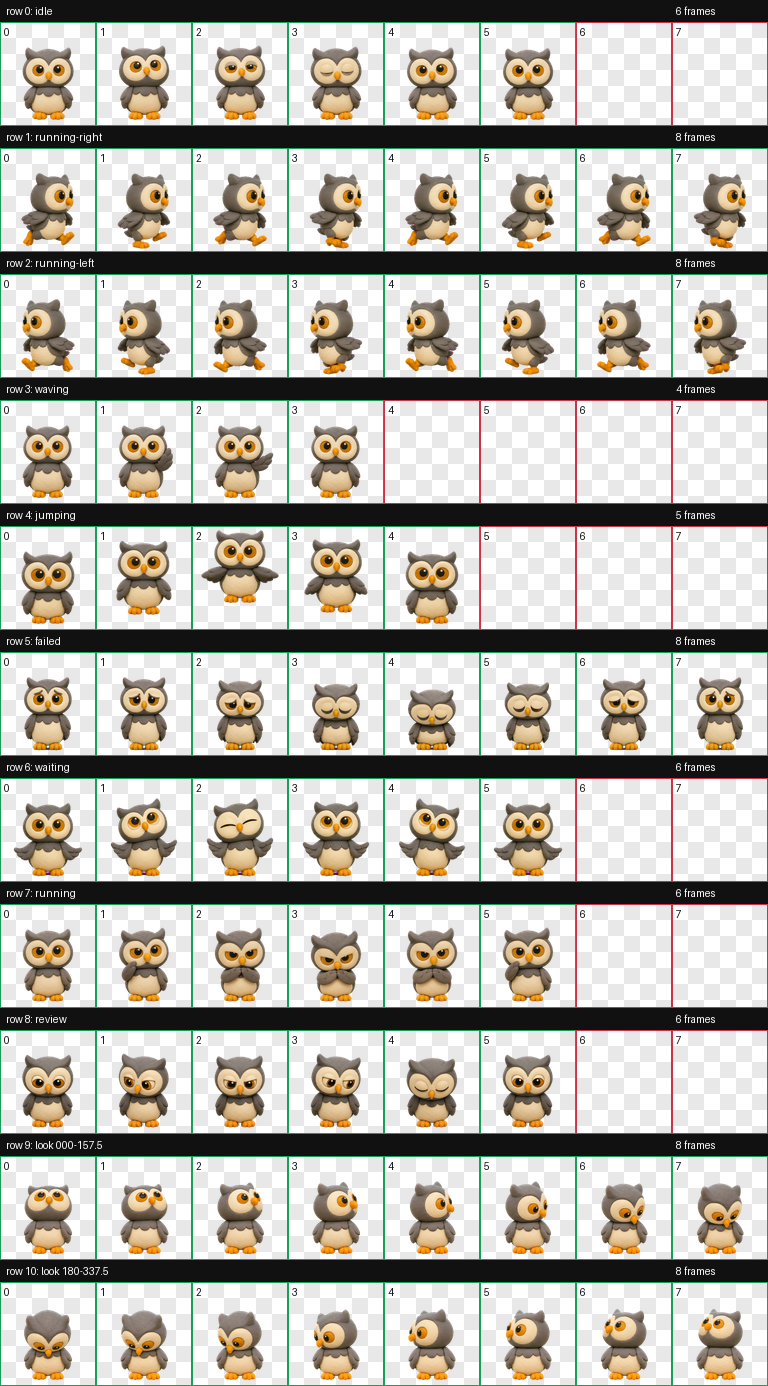 row 0: idle 6 frames
0 1 2 3 4 5 6 7
row 1: running-right 8 frames
0 1 2 3 4 5 6 7
row 2: running-left 8 frames
0 1 2 3 4 5 6 7
row 3: waving 4 frames
0 1 2 3 4 5 6 7
row 4: jumping 5 frames
0 1 2 3 4 5 6 7
row 5: failed 8 frames
0 1 2 3 4 5 6 7
row 6: waiting 6 frames
0 1 2 3 4 5 6 7
row 7: running 6 frames
0 1 2 3 4 5 6 7
row 8: review 6 frames
0 1 2 3 4 5 6 7
row 9: look 000-157.5 8 frames
0 1 2 3 4 5 6 7
row 10: look 180-337.5 8 frames
0 1 2 3 4 5 6 7